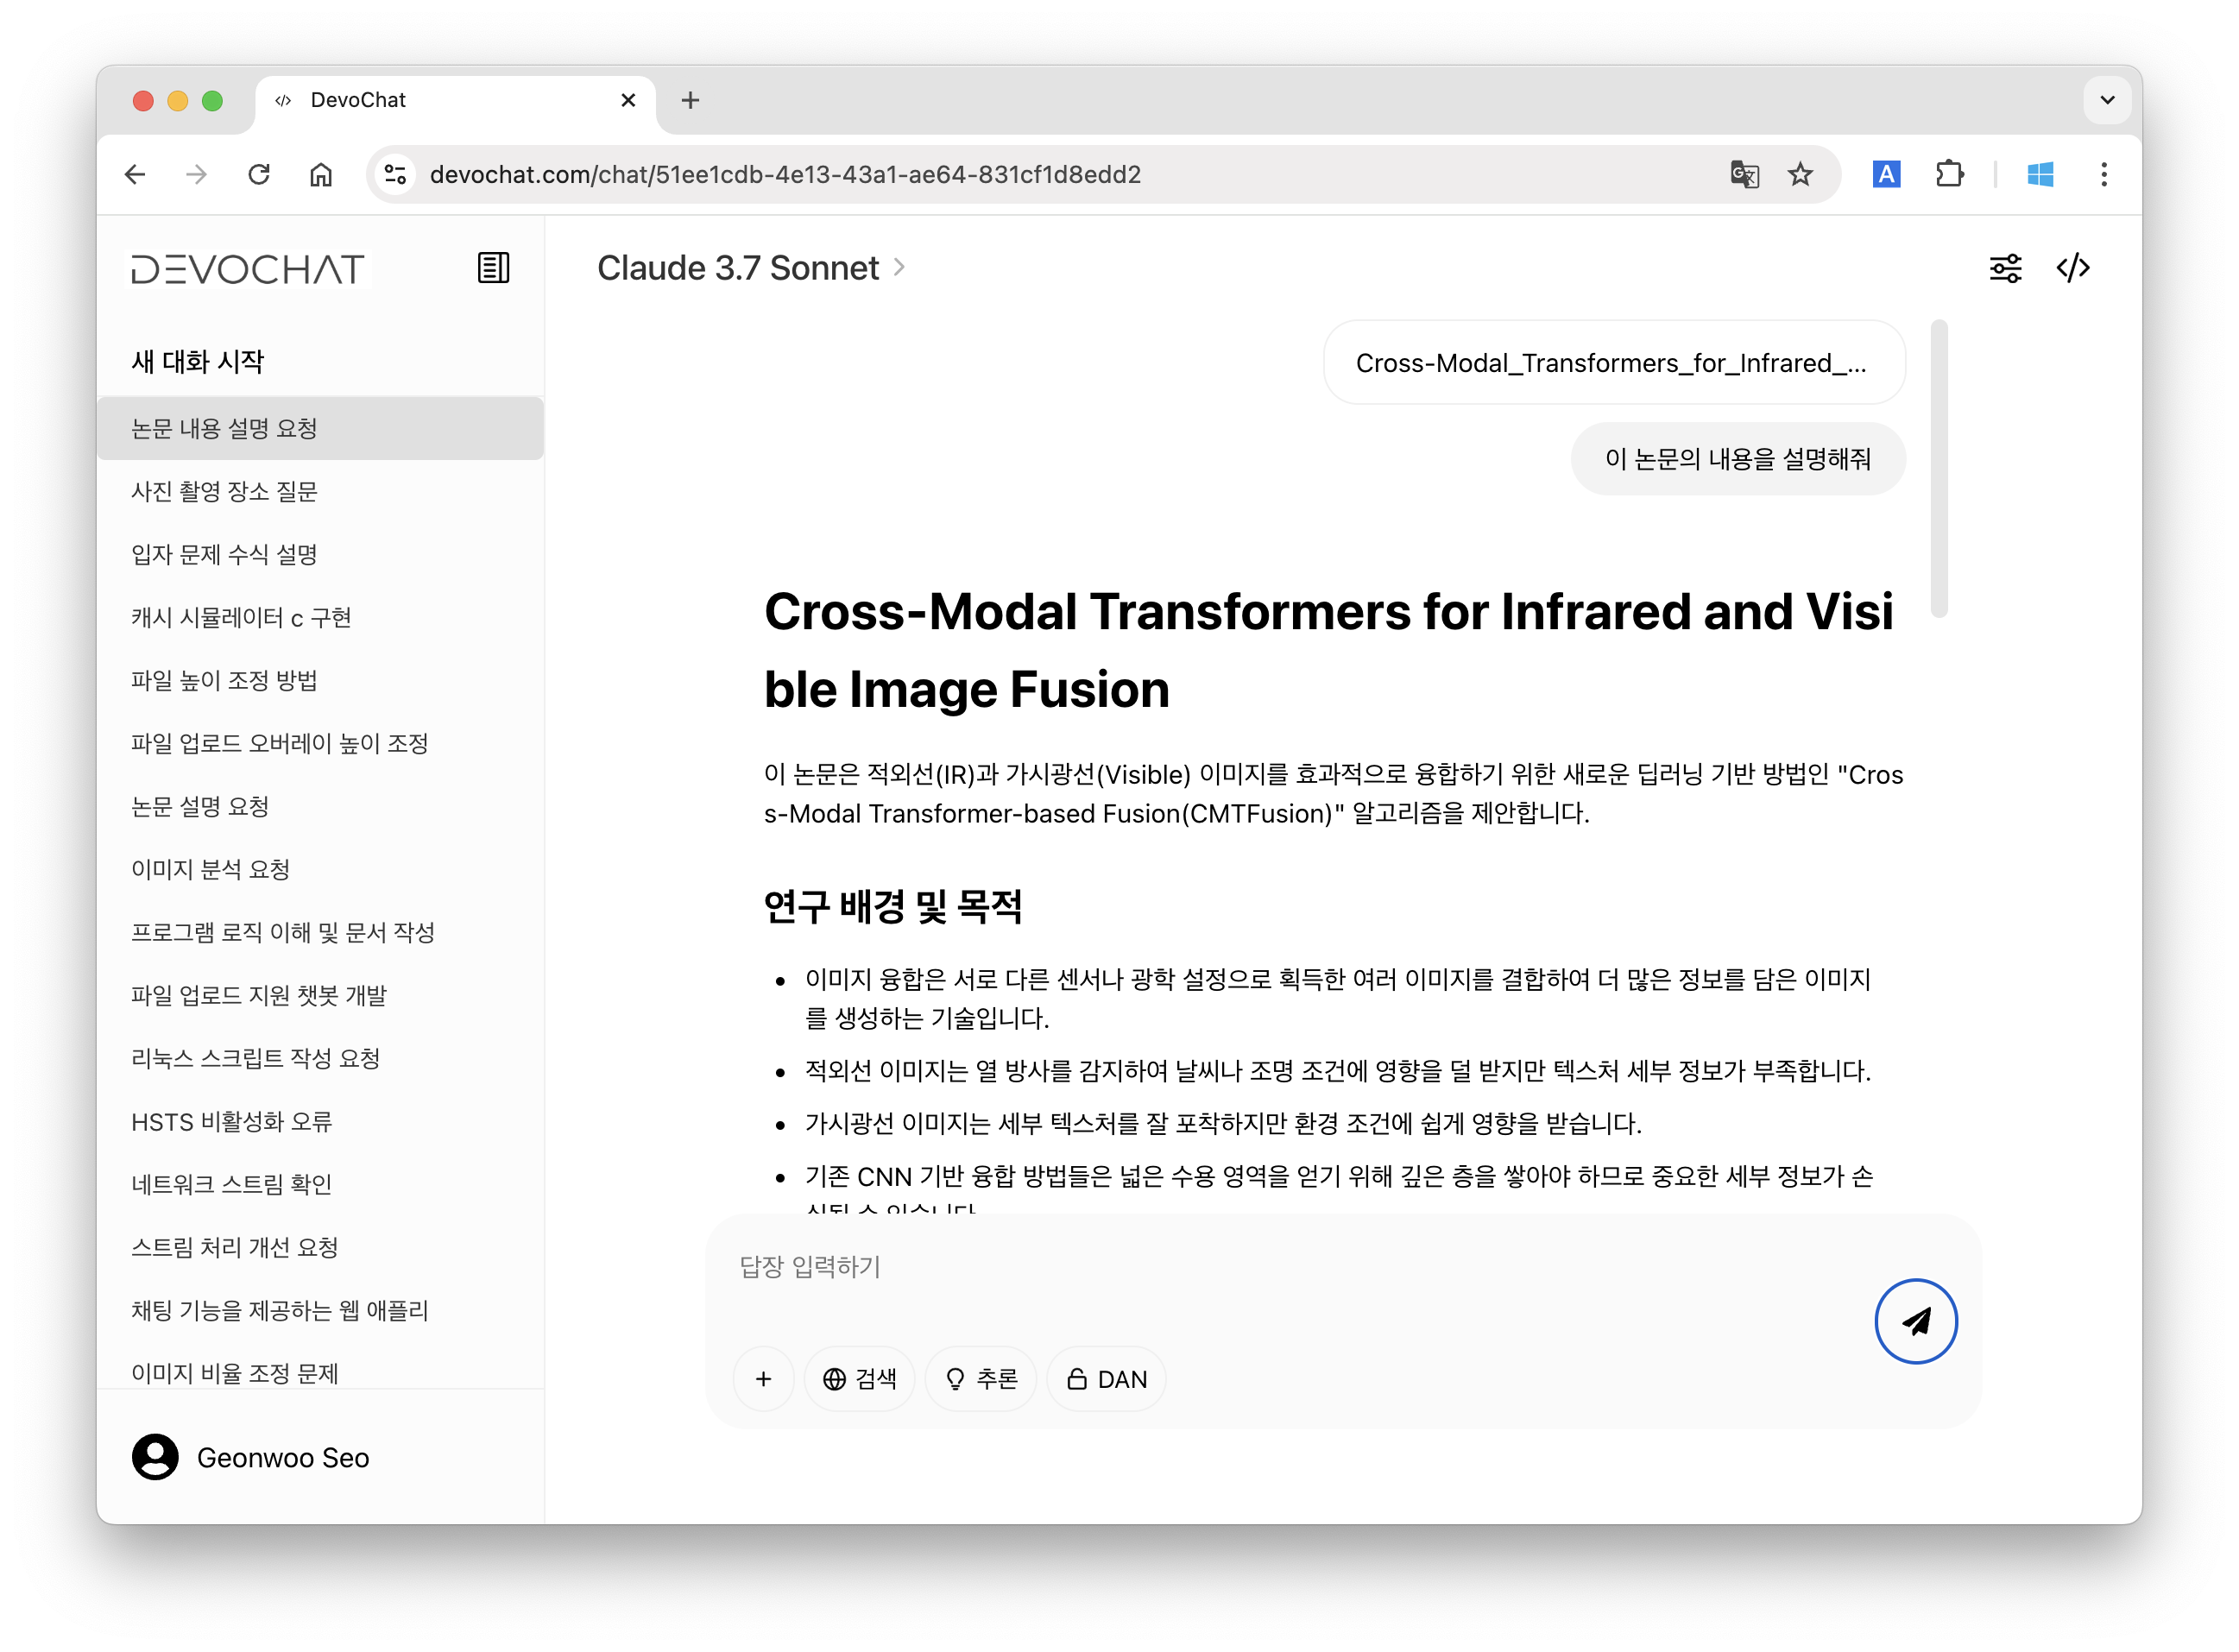 DevoChat
devochat.com/chat/51ee1cdb-4e13-43a1-ae64-831cf1d8edd2
A
DEVOCHAT
새 대화 시작
논문 내용 설명 요청
사진 촬영 장소 질문
입자 문제 수식 설명
캐시 시뮬레이터 c 구현
파일 높이 조정 방법
파일 업로드 오버레이 높이 조정
논문 설명 요청
이미지 분석 요청
프로그램 로직 이해 및 문서 작성
파일 업로드 지원 챗봇 개발
리눅스 스크립트 작성 요청
HSTS 비활성화 오류
네트워크 스트림 확인
스트림 처리 개선 요청
채팅 기능을 제공하는 웹 애플리
이미지 비율 조정 문제
Geonwoo Seo
Claude 3.7 Sonnet
Cross-Modal_Transformers_for_Infrared_...
이 논문의 내용을 설명해줘
Cross-Modal Transformers for Infrared and Visi
ble Image Fusion
이 논문은 적외선(IR)과 가시광선(Visible) 이미지를 효과적으로 융합하기 위한 새로운 딥러닝 기반 방법인 "Cros
s-Modal Transformer-based Fusion(CMTFusion)" 알고리즘을 제안합니다.
연구 배경 및 목적
• 이미지 융합은 서로 다른 센서나 광학 설정으로 획득한 여러 이미지를 결합하여 더 많은 정보를 담은 이미지
를 생성하는 기술입니다.
• 적외선 이미지는 열 방사를 감지하여 날씨나 조명 조건에 영향을 덜 받지만 텍스처 세부 정보가 부족합니다.
• 가시광선 이미지는 세부 텍스처를 잘 포착하지만 환경 조건에 쉽게 영향을 받습니다.
• 기존 CNN 기반 융합 방법들은 넓은 수용 영역을 얻기 위해 깊은 층을 쌓아야 하므로 중요한 세부 정보가 손
답장 입력하기
검색
추론
DAN